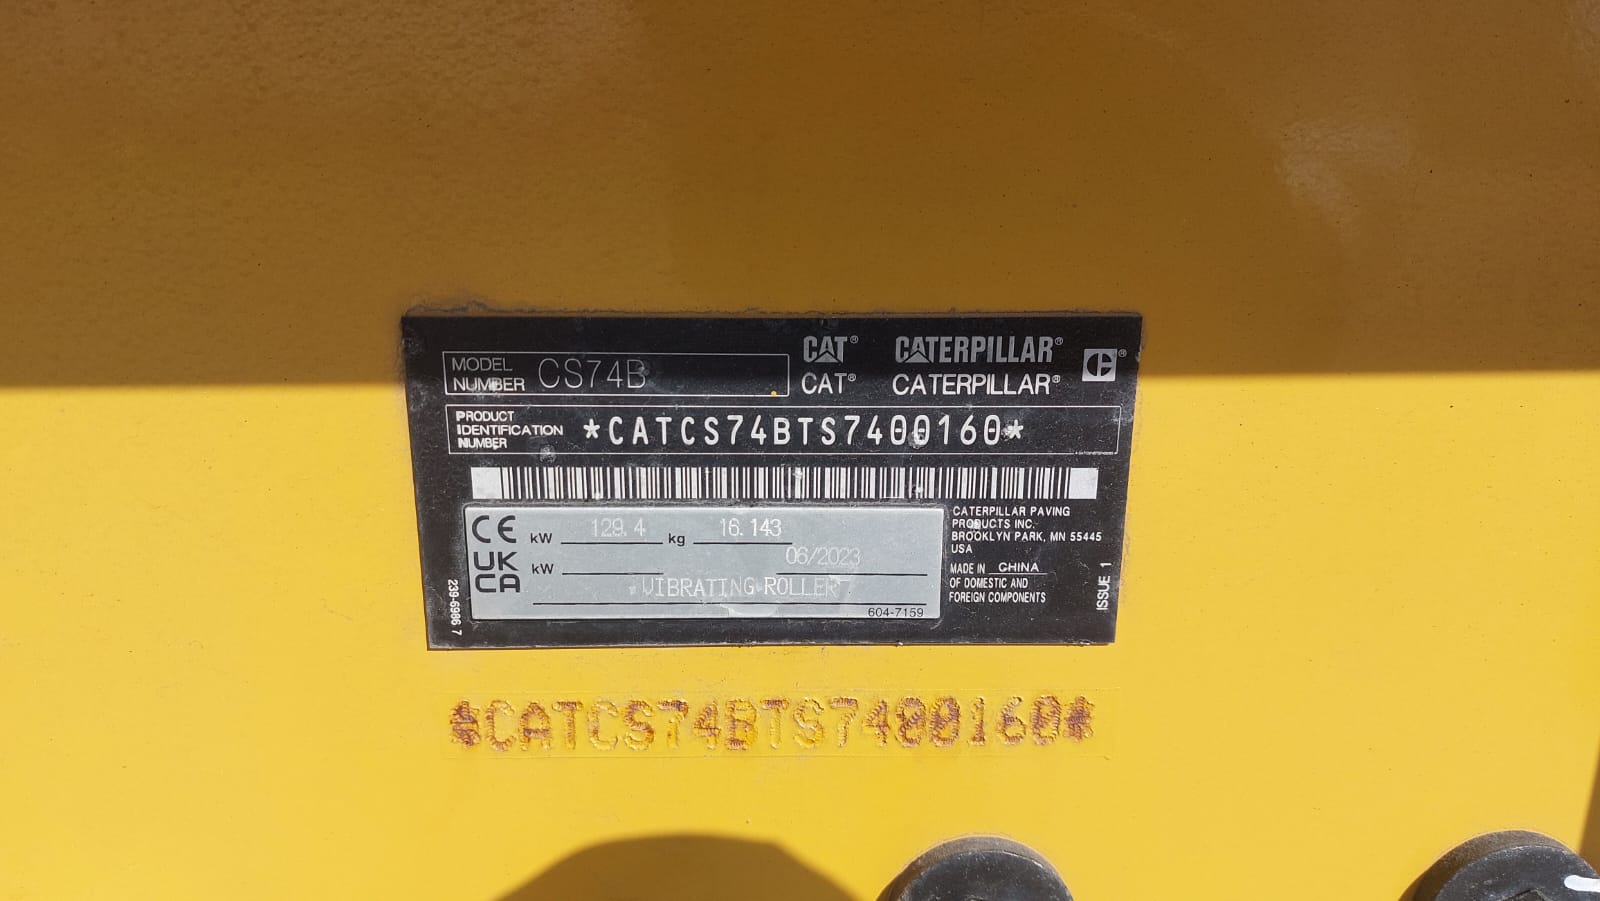 MODEL
NUMBER CS74B
CAT® CATERPILLAR®
CAT® CATERPILLAR®
C®
PRODUCT
IDENTIFICATION
NUMBER
*CATCS74BTS7400160*
CE
UK
CA
kW 129.4 kg 16.143
kW 06/2023
VIBRATING ROLLER
604-7159
239-6986 7
CATERPILLAR PAVING
PRODUCTS INC.
BROOKLYN PARK, MN 55445
USA
MADE IN CHINA
OF DOMESTIC AND
FOREIGN COMPONENTS
ISSUE 1
*CATCS74BTS7400160*